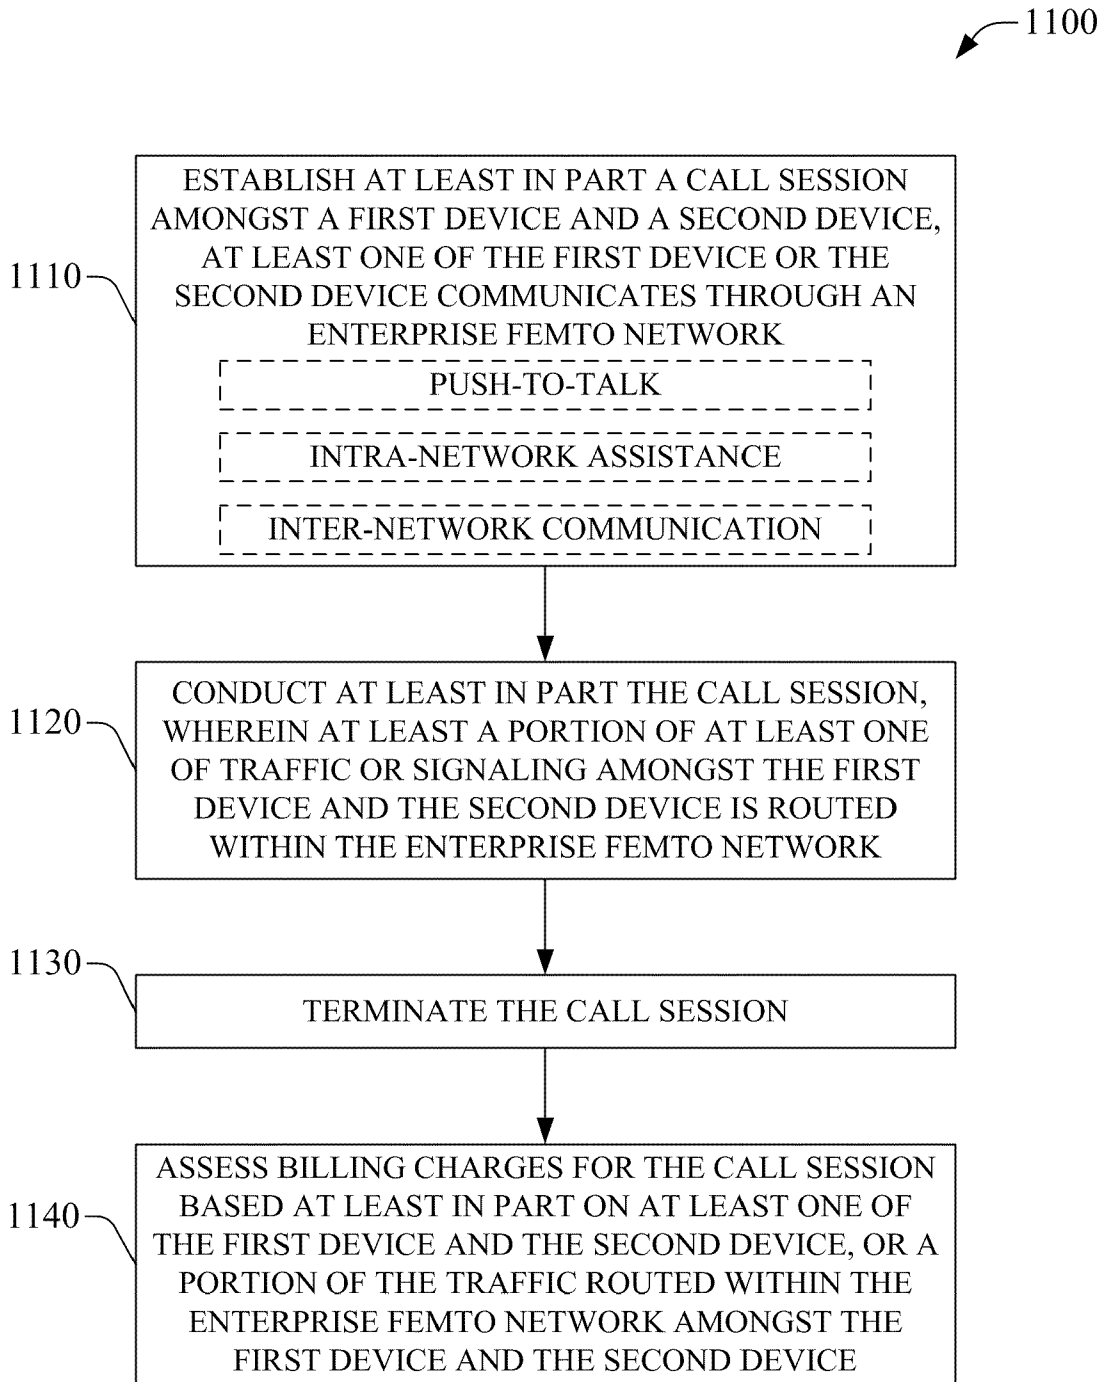 1100
1110
ESTABLISH AT LEAST IN PART A CALL SESSION
AMONGST A FIRST DEVICE AND A SECOND DEVICE,
AT LEAST ONE OF THE FIRST DEVICE OR THE
SECOND DEVICE COMMUNICATES THROUGH AN
ENTERPRISE FEMTO NETWORK
PUSH-TO-TALK
INTRA-NETWORK ASSISTANCE
INTER-NETWORK COMMUNICATION
1120
CONDUCT AT LEAST IN PART THE CALL SESSION,
WHEREIN AT LEAST A PORTION OF AT LEAST ONE
OF TRAFFIC OR SIGNALING AMONGST THE FIRST
DEVICE AND THE SECOND DEVICE IS ROUTED
WITHIN THE ENTERPRISE FEMTO NETWORK
1130
TERMINATE THE CALL SESSION
1140
ASSESS BILLING CHARGES FOR THE CALL SESSION
BASED AT LEAST IN PART ON AT LEAST ONE OF
THE FIRST DEVICE AND THE SECOND DEVICE, OR A
PORTION OF THE TRAFFIC ROUTED WITHIN THE
ENTERPRISE FEMTO NETWORK AMONGST THE
FIRST DEVICE AND THE SECOND DEVICE